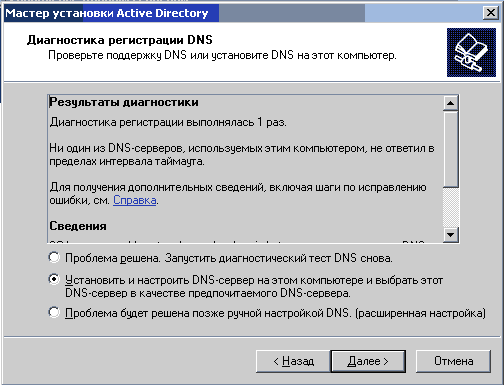 Мастер установки Active Directory
Диагностика регистрации DNS
Проверьте поддержку DNS или установите DNS на этот компьютер.
Результаты диагностики
Диагностика регистрации выполнялась 1 раз.
Ни один из DNS-серверов, используемых этим компьютером, не ответил в
пределах интервала таймаута.
Для получения дополнительных сведений, включая шаги по исправлению
ошибки, см. Справка.
Сведения
Проблема решена. Запустить диагностический тест DNS снова.
Установить и настроить DNS-сервер на этом компьютере и выбрать этот
DNS-сервер в качестве предпочитаемого DNS-сервера.
Проблема будет решена позже ручной настройкой DNS. (расширенная настройка)
< Назад
Далее >
Отмена